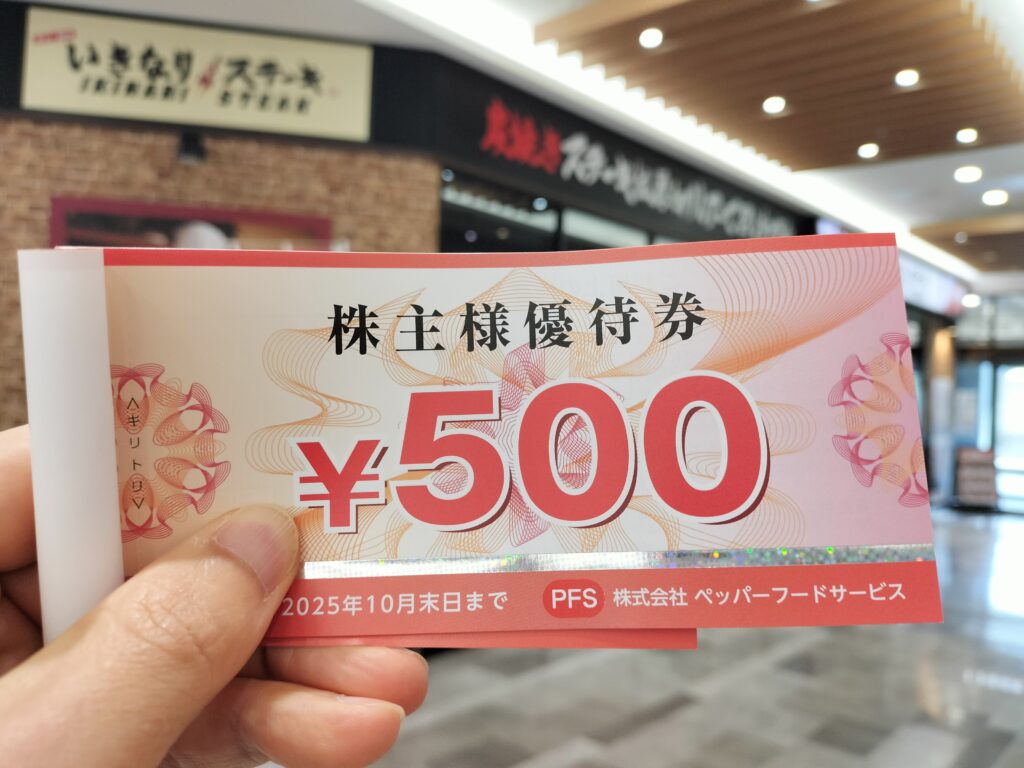 いきなりステーキ
IKINARI STEAK
株主様優待券
¥500
<キリトリ>
2025年10月末日まで
PFS 株式会社 ペッパーフードサービス